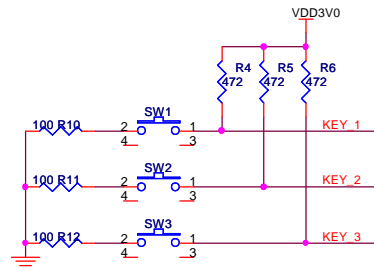 VDD3V0
R4 R5 R6
472 472 472
SW1
100 R10 2 1 KEY_1
4 3
SW2
100 R11 2 1 KEY_2
4 3
SW3
100 R12 2 1 KEY_3
4 3